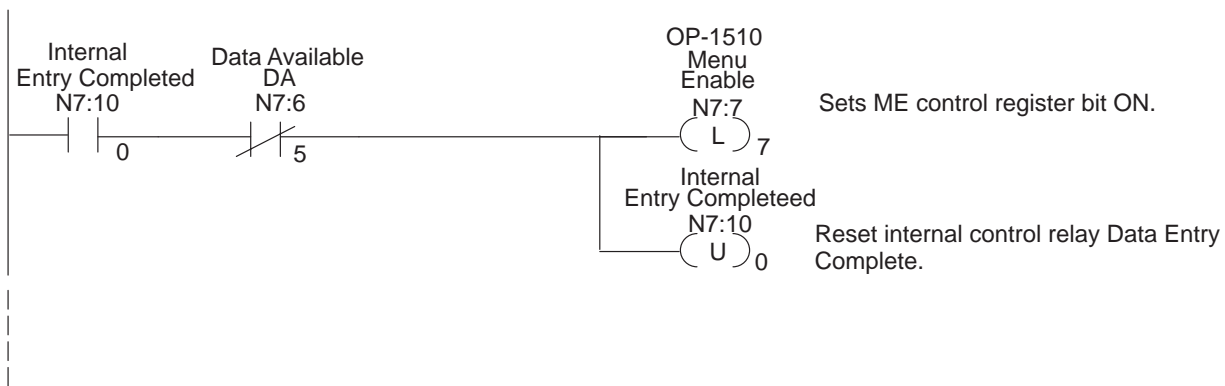 Internal
Entry Completed
N7:10
0
Data Available
DA
N7:6
5
OP-1510
Menu
Enable
N7:7
L
7
Sets ME control register bit ON.
Internal
Entry Completeed
N7:10
U
0
Reset internal control relay Data Entry
Complete.